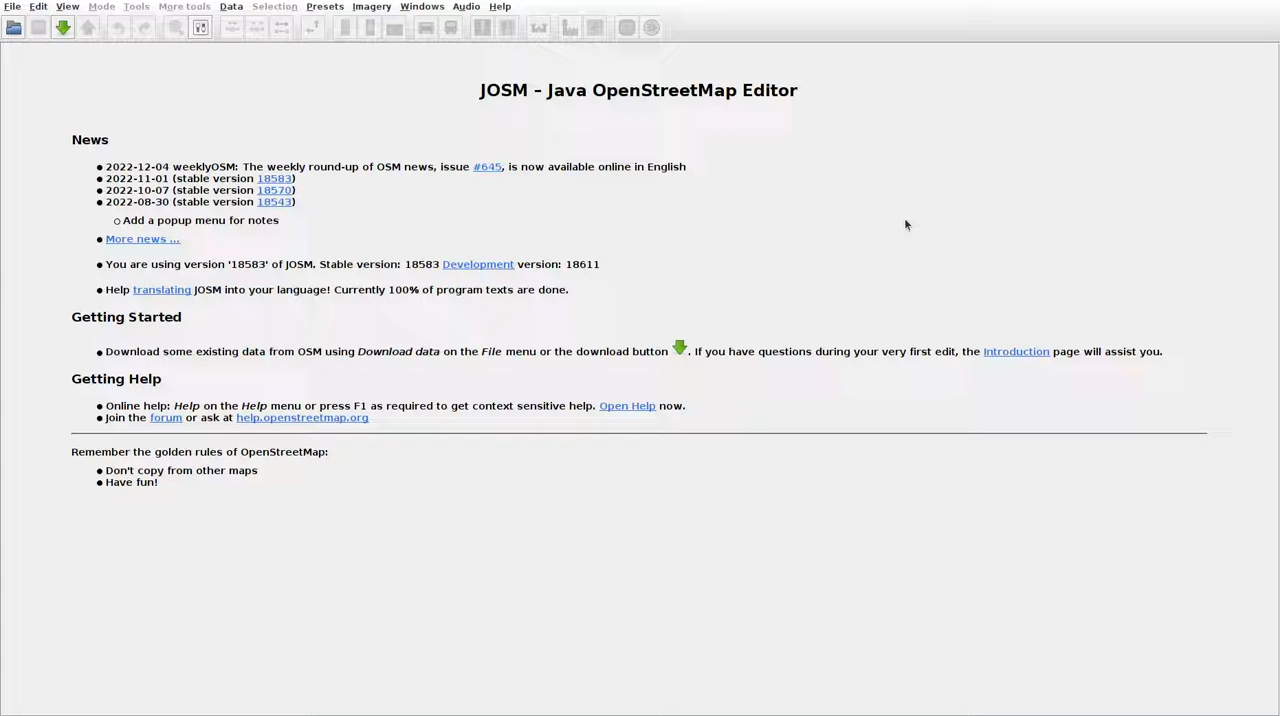 File Edit View Mode Tools More tools Data Selection Presets Imagery Windows Audio Help
JOSM – Java OpenStreetMap Editor
News
2022-12-04 weeklyOSM: The weekly round-up of OSM news, issue #645, is now available online in English
2022-11-01 (stable version 18583)
2022-10-07 (stable version 18570)
2022-08-30 (stable version 18543)
Add a popup menu for notes
More news ...
You are using version '18583' of JOSM. Stable version: 18583 Development version: 18611
Help translating JOSM into your language! Currently 100% of program texts are done.
Getting Started
Download some existing data from OSM using Download data on the File menu or the download button . If you have questions during your very first edit, the Introduction page will assist you.
Getting Help
Online help: Help on the Help menu or press F1 as required to get context sensitive help. Open Help now.
Join the forum or ask at help.openstreetmap.org
Remember the golden rules of OpenStreetMap:
Don't copy from other maps
Have fun!